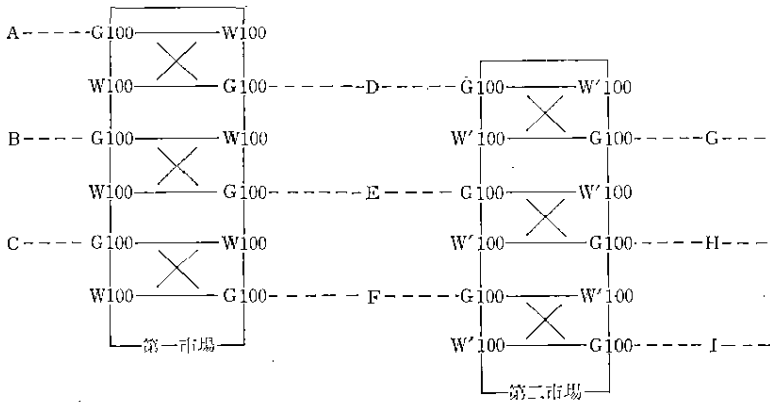 A G100 W100
W100 G100 D G100 W′100
B G100 W100 W′100 G100 G
W100 G100 E G100 W′100
C G100 W100 W′100 G100 H
W100 G100 F G100 W′100
第一市場 W′100 G100 I
第二市場